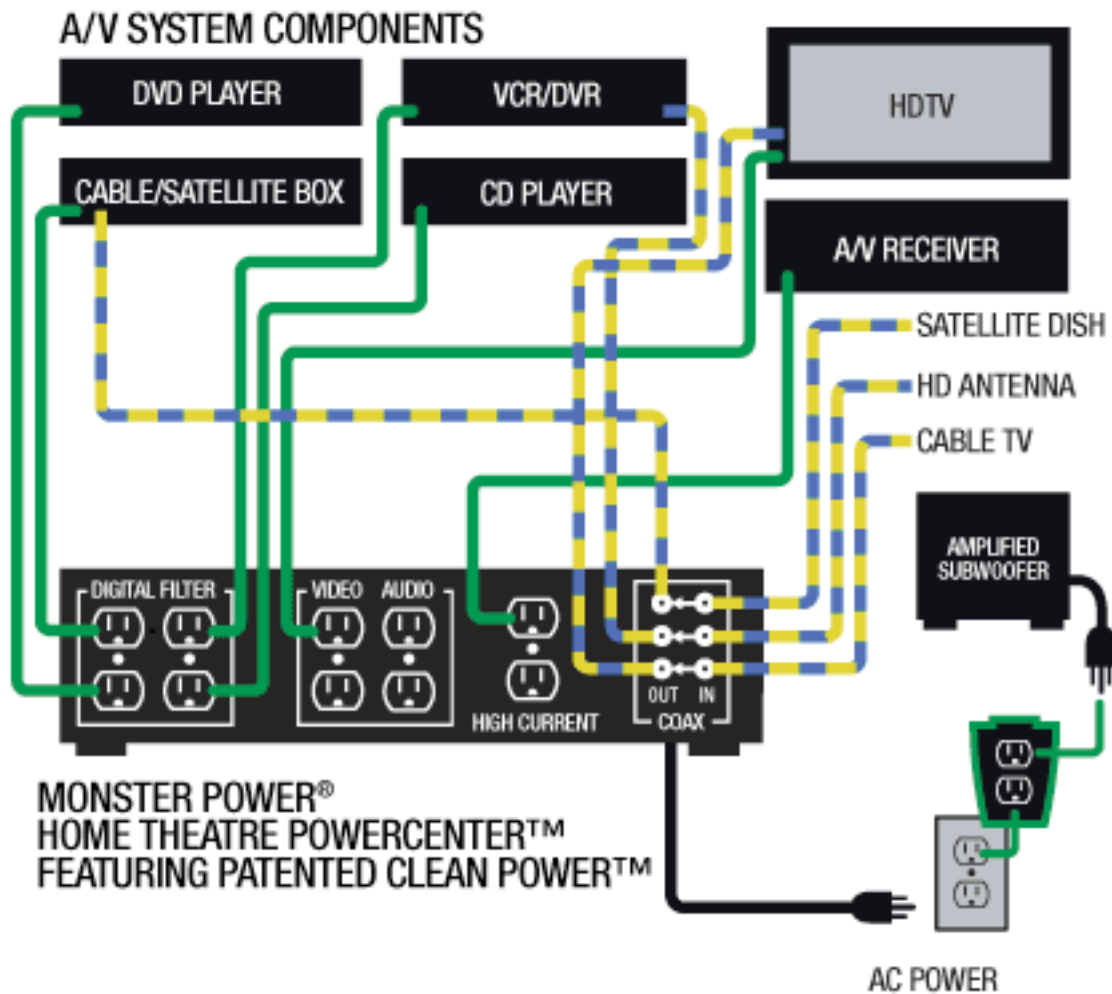 A/V SYSTEM COMPONENTS
DVD PLAYER
VCR/DVR
HDTV
CABLE/SATELLITE BOX
CD PLAYER
A/V RECEIVER
SATELLITE DISH
HD ANTENNA
CABLE TV
AMPLIFIED
SUBWOOFER
DIGITAL FILTER
VIDEO
AUDIO
HIGH CURRENT
OUT
IN
COAX
MONSTER POWER®
HOME THEATRE POWERCENTER™
FEATURING PATENTED CLEAN POWER™
AC POWER